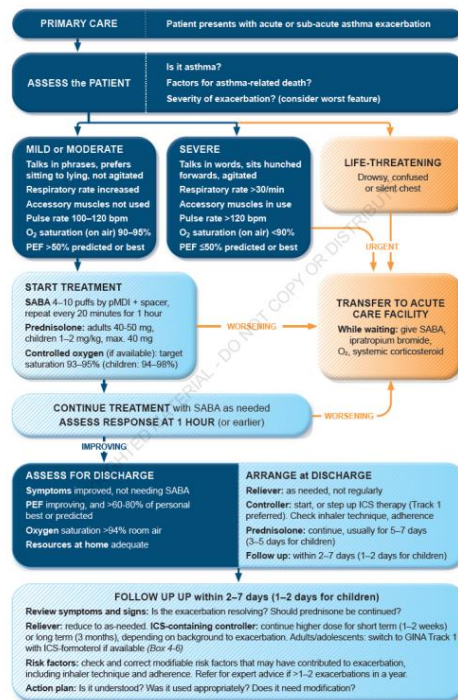 PRIMARY CARE
Patient presents with acute or sub-acute asthma exacerbation
ASSESS the PATIENT
Is it asthma?
Factors for asthma-related death?
Severity of exacerbation? (consider worst feature)
MILD or MODERATE
Talks in phrases, prefers
sitting to lying, not agitated
Respiratory rate increased
Accessory muscles not used
Pulse rate 100–120 bpm
O₂ saturation (on air) 90–95%
PEF >50% predicted or best
SEVERE
Talks in words, sits hunched
forwards, agitated
Respiratory rate >30/min
Accessory muscles in use
Pulse rate >120 bpm
O₂ saturation (on air) <90%
PEF ≤50% predicted or best
LIFE-THREATENING
Drowsy, confused
or silent chest
URGENT
START TREATMENT
SABA 4–10 puffs by pMDI + spacer,
repeat every 20 minutes for 1 hour
Prednisolone: adults 40-50 mg,
children 1–2 mg/kg, max. 40 mg
Controlled oxygen (if available): target
saturation 93–95% (children: 94–98%)
WORSENING
TRANSFER TO ACUTE
CARE FACILITY
While waiting: give SABA,
ipratropium bromide,
O₂, systemic corticosteroid
CONTINUE TREATMENT with SABA as needed
ASSESS RESPONSE AT 1 HOUR (or earlier)
WORSENING
IMPROVING
ASSESS FOR DISCHARGE
Symptoms improved, not needing SABA
PEF improving, and >60-80% of personal
best or predicted
Oxygen saturation >94% room air
Resources at home adequate
ARRANGE at DISCHARGE
Reliever: as needed, not regularly
Controller: start, or step up ICS therapy (Track 1
preferred). Check inhaler technique, adherence
Prednisolone: continue, usually for 5–7 days
(3–5 days for children)
Follow up: within 2–7 days (1–2 days for children)
FOLLOW UP UP within 2–7 days (1–2 days for children)
Review symptoms and signs: Is the exacerbation resolving? Should prednisone be continued?
Reliever: reduce to as-needed. ICS-containing controller: continue higher dose for short term (1–2 weeks)
or long term (3 months), depending on background to exacerbation. Adults/adolescents: switch to GINA Track 1
with ICS-formoterol if available (Box 4-6)
Risk factors: check and correct modifiable risk factors that may have contributed to exacerbation,
including inhaler technique and adherence. Refer for expert advice if >1–2 exacerbations in a year.
Action plan: Is it understood? Was it used appropriately? Does it need modification?
MATERIAL - DO NOT COPY OR DISTRIBUTE